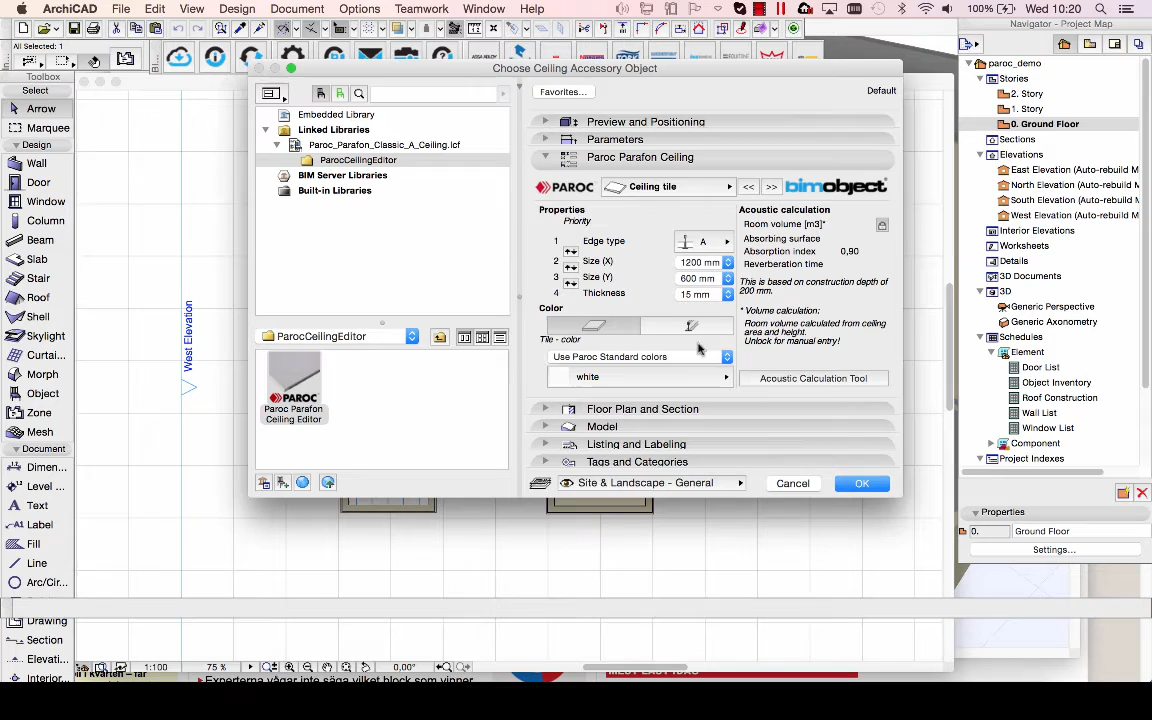 ArchiCAD File Edit View Design Document Options Teamwork Window Help 100% Wed 10:20
All Selected: 1
Choose Ceiling Accessory Object
Navigator - Project Map
Toolbox
Select
Arrow
Marquee
Design
Wall
Door
Window
Column
Beam
Slab
Stair
Roof
Shell
Skylight
Curtai...
Morph
Object
Zone
Mesh
Document
Dimen...
Level ...
Text
Label
Fill
Line
Arc/Cir...
Drawing
Section
Elevati...
Interior...
West Elevation
Embedded Library
Linked Libraries
Paroc_Parafon_Classic_A_Ceiling.lcf
ParocCeilingEditor
BIM Server Libraries
Built-in Libraries
ParocCeilingEditor
PAROC
Paroc Parafon
Ceiling Editor
Favorites... Default
Preview and Positioning
Parameters
Paroc Parafon Ceiling
PAROC Ceiling tile << >> bimobject
Properties
Priority
1 Edge type A
2 Size (X) 1200 mm
3 Size (Y) 600 mm
4 Thickness 15 mm
Color
Tile - color
Use Paroc Standard colors
white
Acoustic calculation
Room volume [m3]*
Absorbing surface
Absorption index 0,90
Reverberation time
This is based on construction depth of
200 mm.
* Volume calculation:
Room volume calculated from ceiling
area and height.
Unlock for manual entry!
Acoustic Calculation Tool
Floor Plan and Section
Model
Listing and Labeling
Tags and Categories
Site & Landscape - General Cancel OK
paroc_demo
Stories
2. Story
1. Story
0. Ground Floor
Sections
Elevations
East Elevation (Auto-rebuild M
North Elevation (Auto-rebuild M
South Elevation (Auto-rebuild M
West Elevation (Auto-rebuild M
Interior Elevations
Worksheets
Details
3D Documents
3D
Generic Perspective
Generic Axonometry
Schedules
Element
Door List
Object Inventory
Roof Construction
Wall List
Window List
Component
Project Indexes
Properties
0. Ground Floor
Settings...
1:100 75 % 0,00°
Experterna vågar inte säga vilket block som vinner